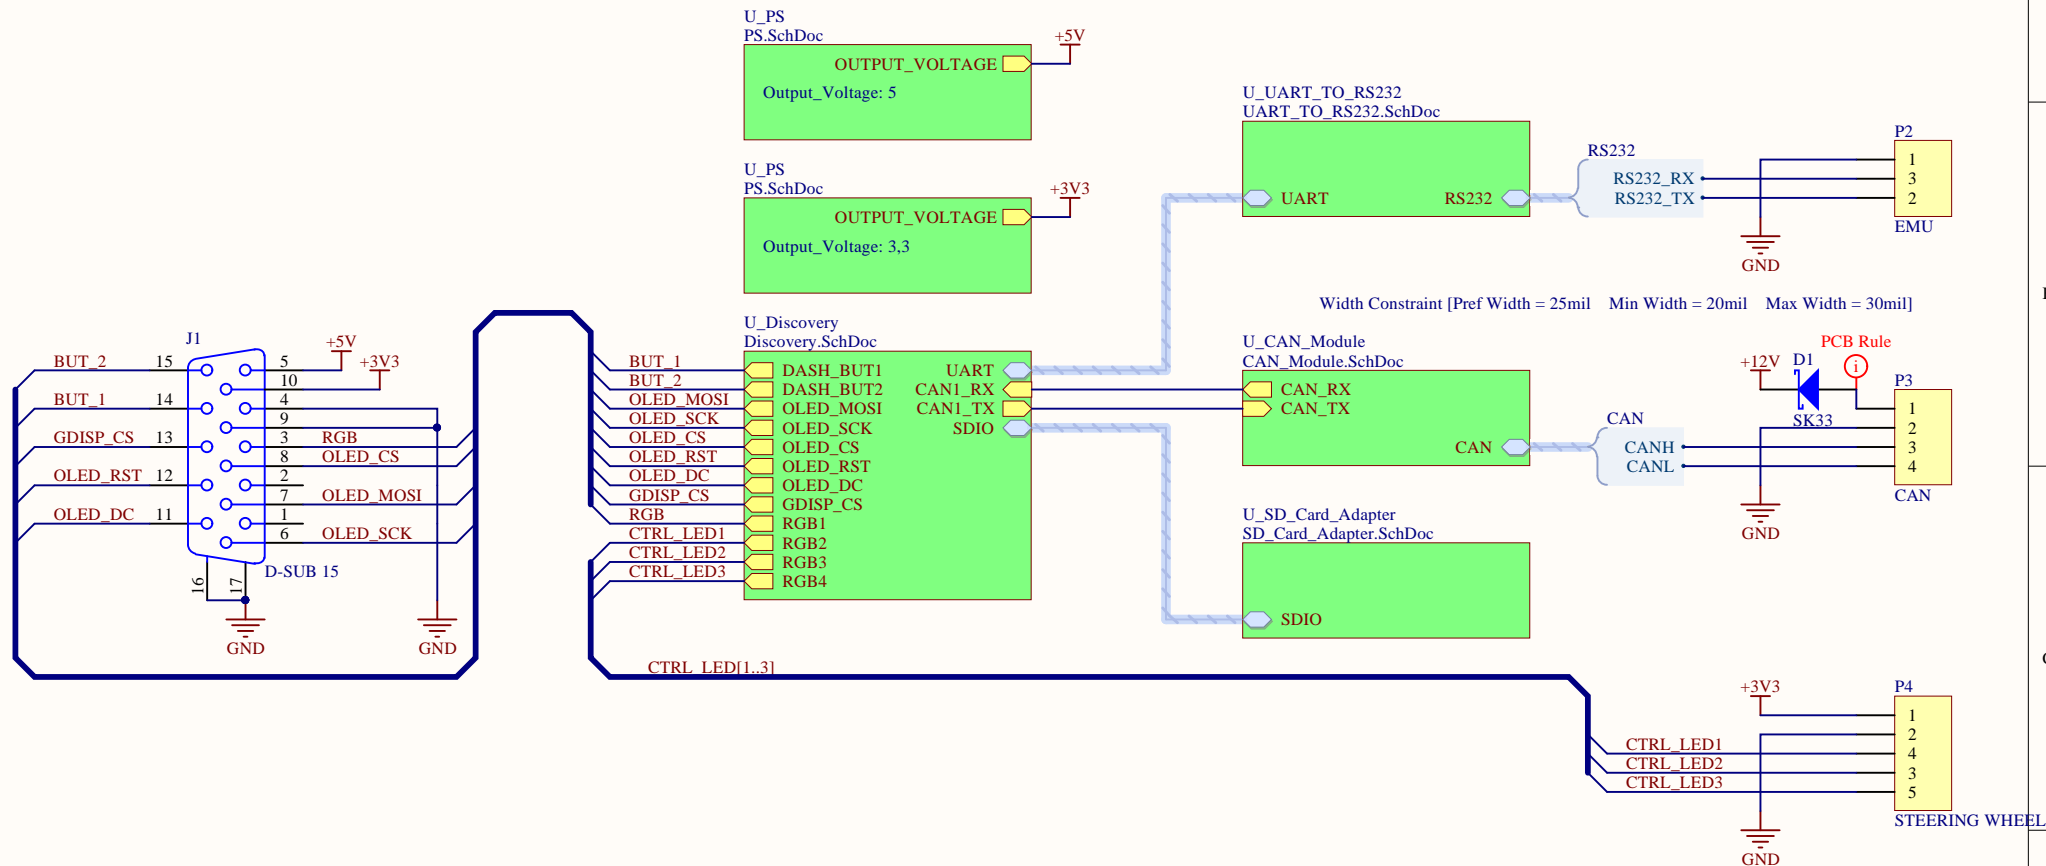 U_PS
PS.SchDoc
OUTPUT_VOLTAGE
+5V
Output_Voltage: 5
U_PS
PS.SchDoc
OUTPUT_VOLTAGE
+3V3
Output_Voltage: 3,3
U_UART_TO_RS232
UART_TO_RS232.SchDoc
UART
RS232
RS232
RS232_RX
RS232_TX
P2
1
3
2
EMU
GND
Width Constraint [Pref Width = 25mil Min Width = 20mil Max Width = 30mil]
J1
BUT_2 15
BUT_1 14
GDISP_CS 13
OLED_RST 12
OLED_DC 11
5 +5V
10 +3V3
4
9
3 RGB
8 OLED_CS
2
7 OLED_MOSI
1
6 OLED_SCK
16
17
D-SUB 15
GND
GND
U_Discovery
Discovery.SchDoc
BUT_1 DASH_BUT1
BUT_2 DASH_BUT2
OLED_MOSI OLED_MOSI
OLED_SCK OLED_SCK
OLED_CS OLED_CS
OLED_RST OLED_RST
OLED_DC OLED_DC
GDISP_CS GDISP_CS
RGB RGB1
CTRL_LED1 RGB2
CTRL_LED2 RGB3
CTRL_LED3 RGB4
UART
CAN1_RX
CAN1_TX
SDIO
U_CAN_Module
CAN_Module.SchDoc
CAN_RX
CAN_TX
CAN
CAN
CANH
CANL
+12V
D1
SK33
PCB Rule
i
P3
1
2
3
4
CAN
GND
U_SD_Card_Adapter
SD_Card_Adapter.SchDoc
SDIO
CTRL_LED[1..3]
+3V3
CTRL_LED1
CTRL_LED2
CTRL_LED3
P4
1
2
4
3
5
STEERING WHEEL
GND